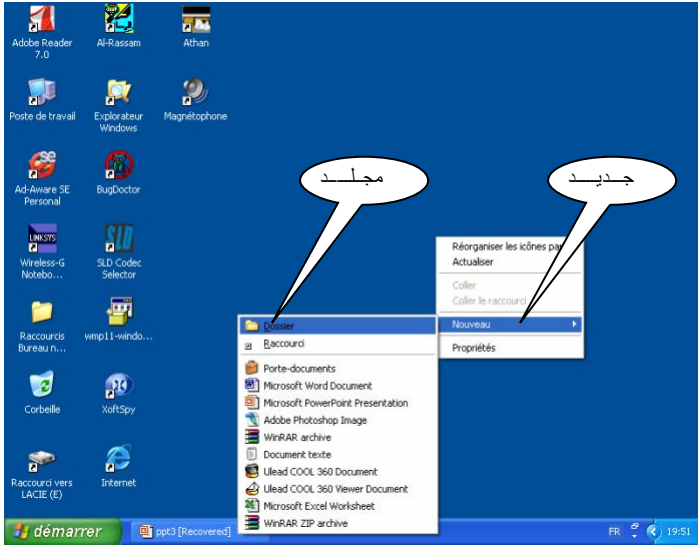 Adobe Reader
7.0
Al-Rassam
Athan
Poste de travail
Explorateur
Windows
Magnétophone
Ad-Aware SE
Personal
BugDoctor
LINKSYS
Wireless-G
Notebo...
SLD
SLD Codec
Selector
Raccourcis
Bureau n...
wmp11-windo...
Corbeille
XoftSpy
Raccourci vers
LACIE (E)
Internet
مجلــــد
جــديــــد
Réorganiser les icônes par
Actualiser
Coller
Coller le raccourci
Nouveau
Propriétés
Dossier
Raccourci
Porte-documents
Microsoft Word Document
Microsoft PowerPoint Presentation
Adobe Photoshop Image
WinRAR archive
Document texte
Ulead COOL 360 Document
Ulead COOL 360 Viewer Document
Microsoft Excel Worksheet
WinRAR ZIP archive
démarrer
ppt3 [Recovered]
FR
19:51